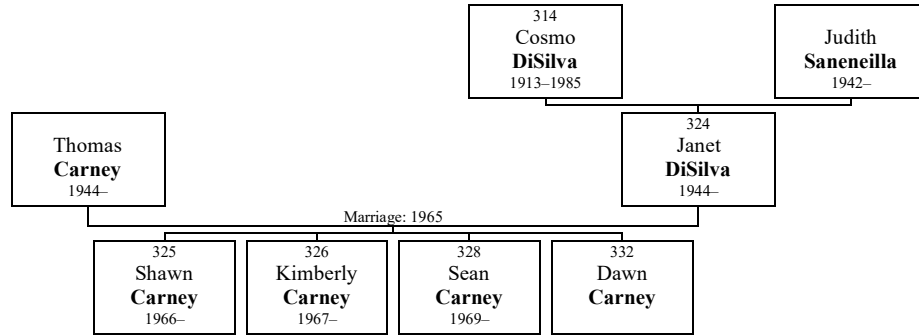 314
Cosmo
DiSilva
1913–1985
Judith
Saneneilla
1942–
Thomas
Carney
1944–
324
Janet
DiSilva
1944–
Marriage: 1965
325
Shawn
Carney
1966–
326
Kimberly
Carney
1967–
328
Sean
Carney
1969–
332
Dawn
Carney